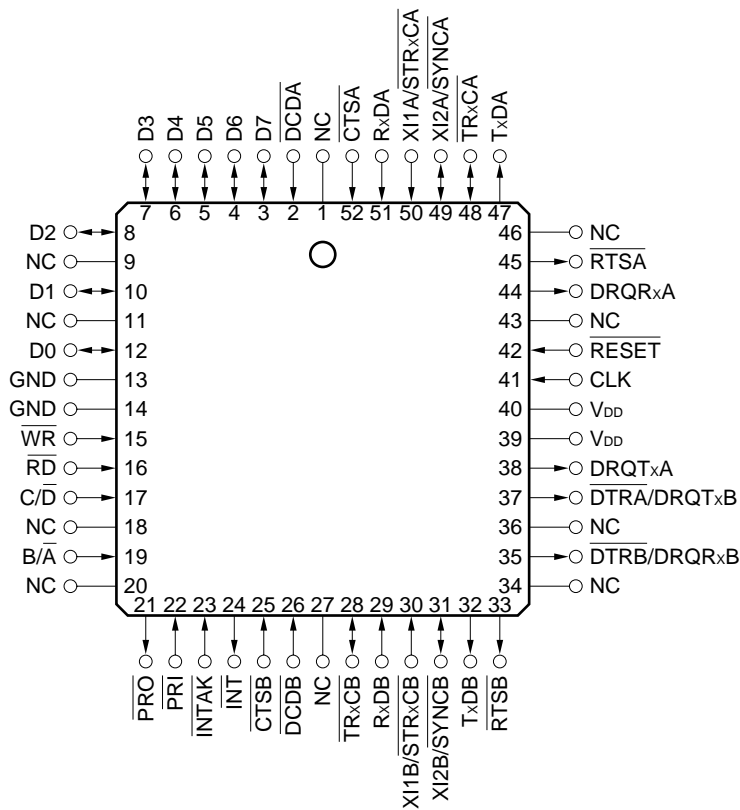 D3
D4
D5
D6
D7
DCDA
NC
CTSA
RxDA
XI1A/STRxCA
XI2A/SYNCA
TRxCA
TxDA
7 6 5 4 3 2 1 52 51 50 49 48 47
D2 8
NC 9
D1 10
NC 11
D0 12
GND 13
GND 14
WR 15
RD 16
C/D 17
NC 18
B/A 19
NC 20
46 NC
45 RTSA
44 DRQRxA
43 NC
42 RESET
41 CLK
40 VDD
39 VDD
38 DRQTxA
37 DTRA/DRQTxB
36 NC
35 DTRB/DRQRxB
34 NC
21 22 23 24 25 26 27 28 29 30 31 32 33
PRO
PRI
INTAK
INT
CTSB
DCDB
NC
TRxCB
RxDB
XI1B/STRxCB
XI2B/SYNCB
TxDB
RTSB